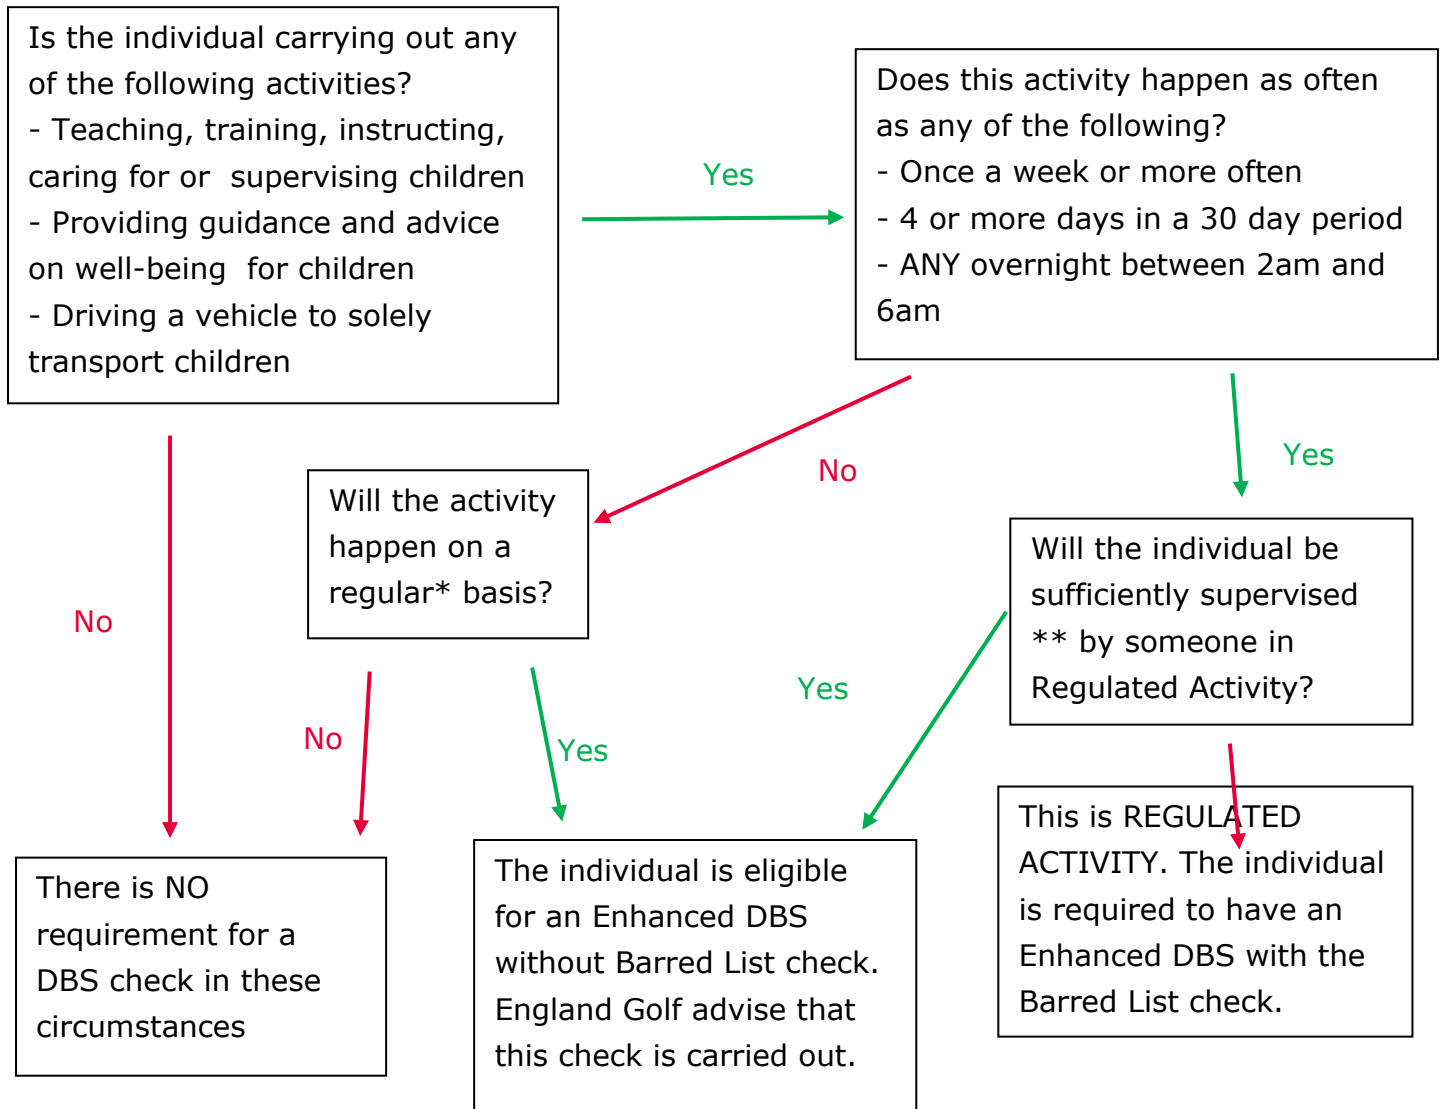 Is the individual carrying out any
of the following activities?
- Teaching, training, instructing,
caring for or  supervising children
- Providing guidance and advice
on well-being  for children
- Driving a vehicle to solely
transport children
Yes
Does this activity happen as often
as any of the following?
- Once a week or more often
- 4 or more days in a 30 day period
- ANY overnight between 2am and
6am
No
Yes
Will the activity
happen on a
regular* basis?
Will the individual be
sufficiently supervised
** by someone in
Regulated Activity?
No
No
Yes
Yes
There is NO
requirement for a
DBS check in these
circumstances
The individual is eligible
for an Enhanced DBS
without Barred List check.
England Golf advise that
this check is carried out.
This is REGULATED
ACTIVITY. The individual
is required to have an
Enhanced DBS with the
Barred List check.